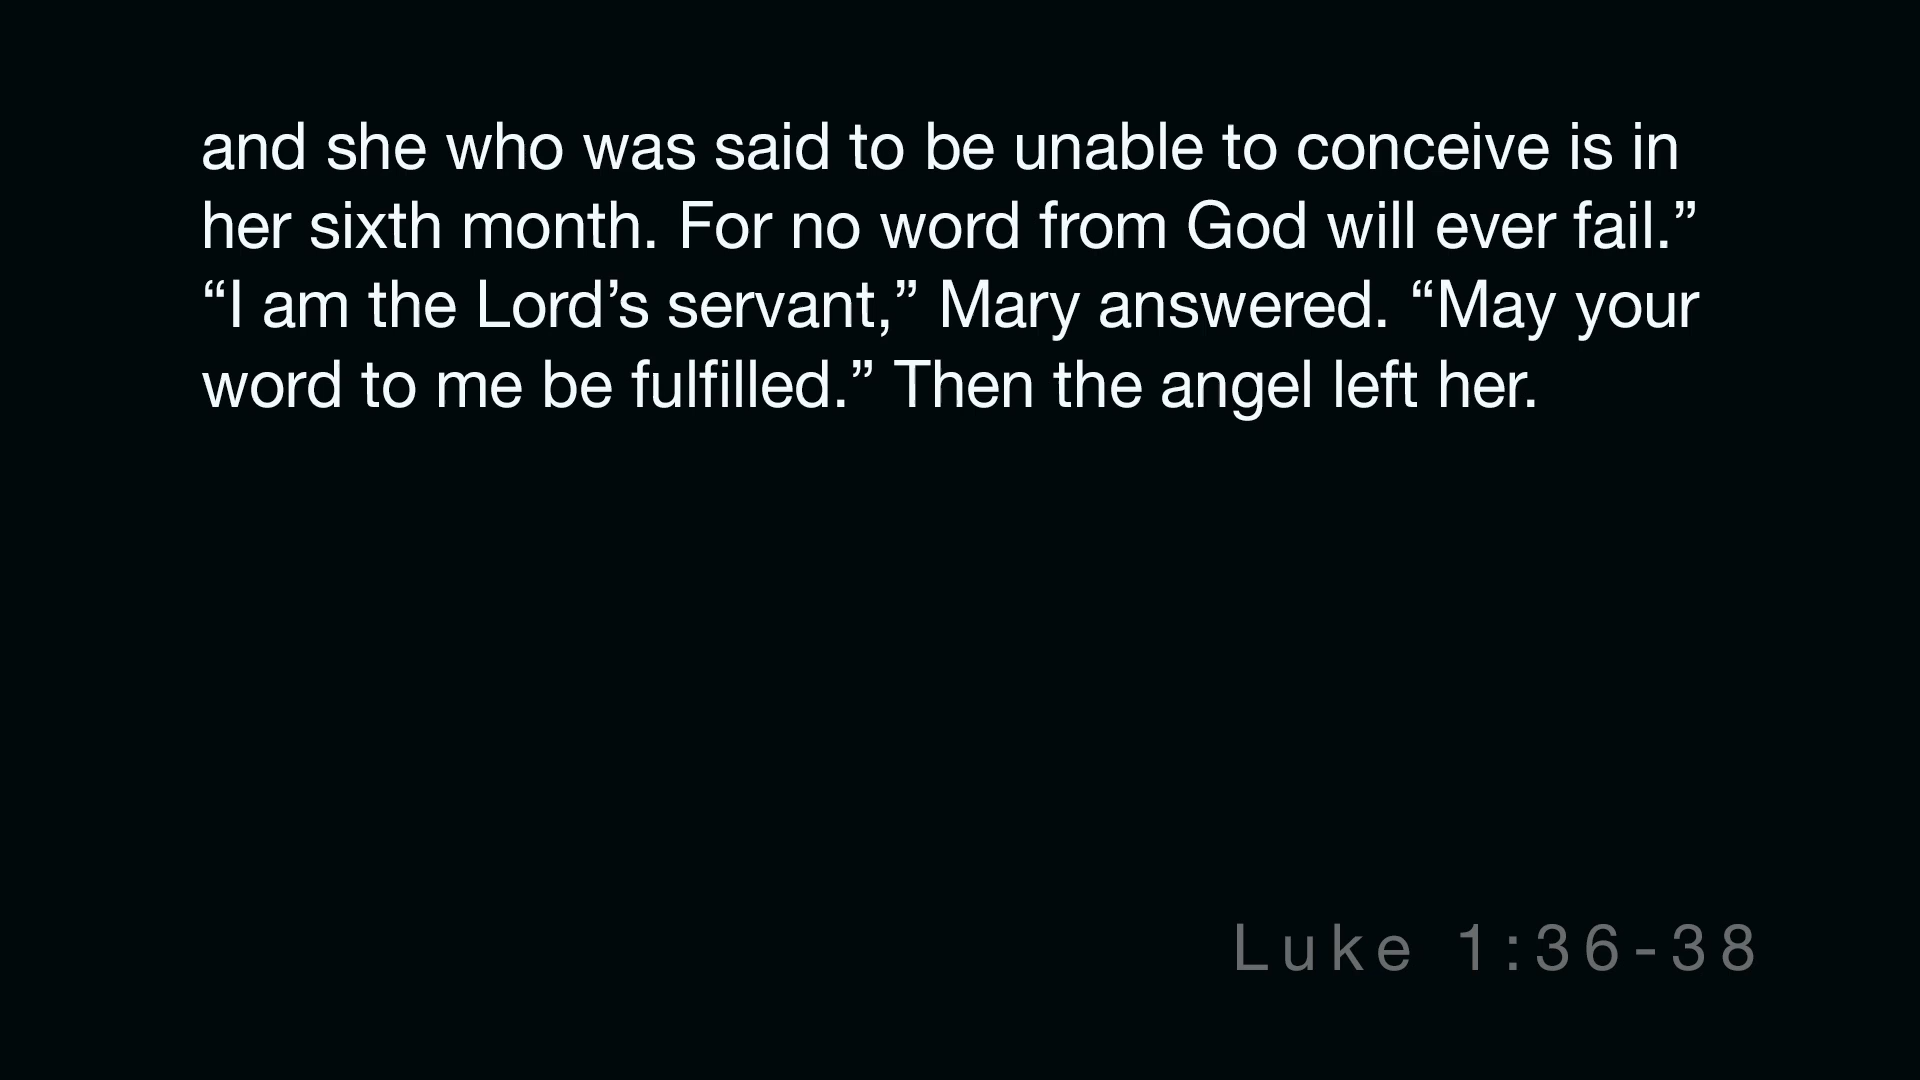 and she who was said to be unable to conceive is in
her sixth month. For no word from God will ever fail.”
“I am the Lord’s servant,” Mary answered. “May your
word to me be fulfilled.” Then the angel left her.
Luke 1:36-38